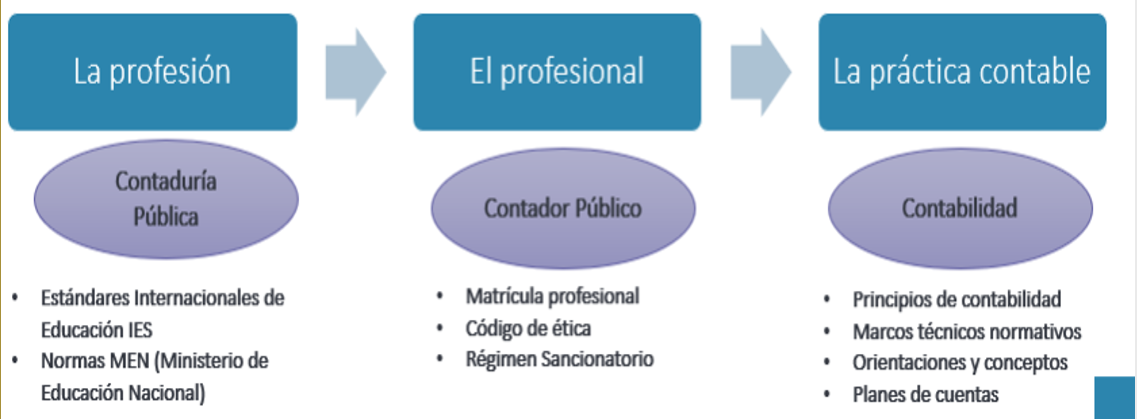 La profesión
El profesional
La práctica contable
Contaduría
Pública
Contador Público
Contabilidad
• Estándares Internacionales de
Educación IES
• Normas MEN (Ministerio de
Educación Nacional)
• Matrícula profesional
• Código de ética
• Régimen Sancionatorio
• Principios de contabilidad
• Marcos técnicos normativos
• Orientaciones y conceptos
• Planes de cuentas